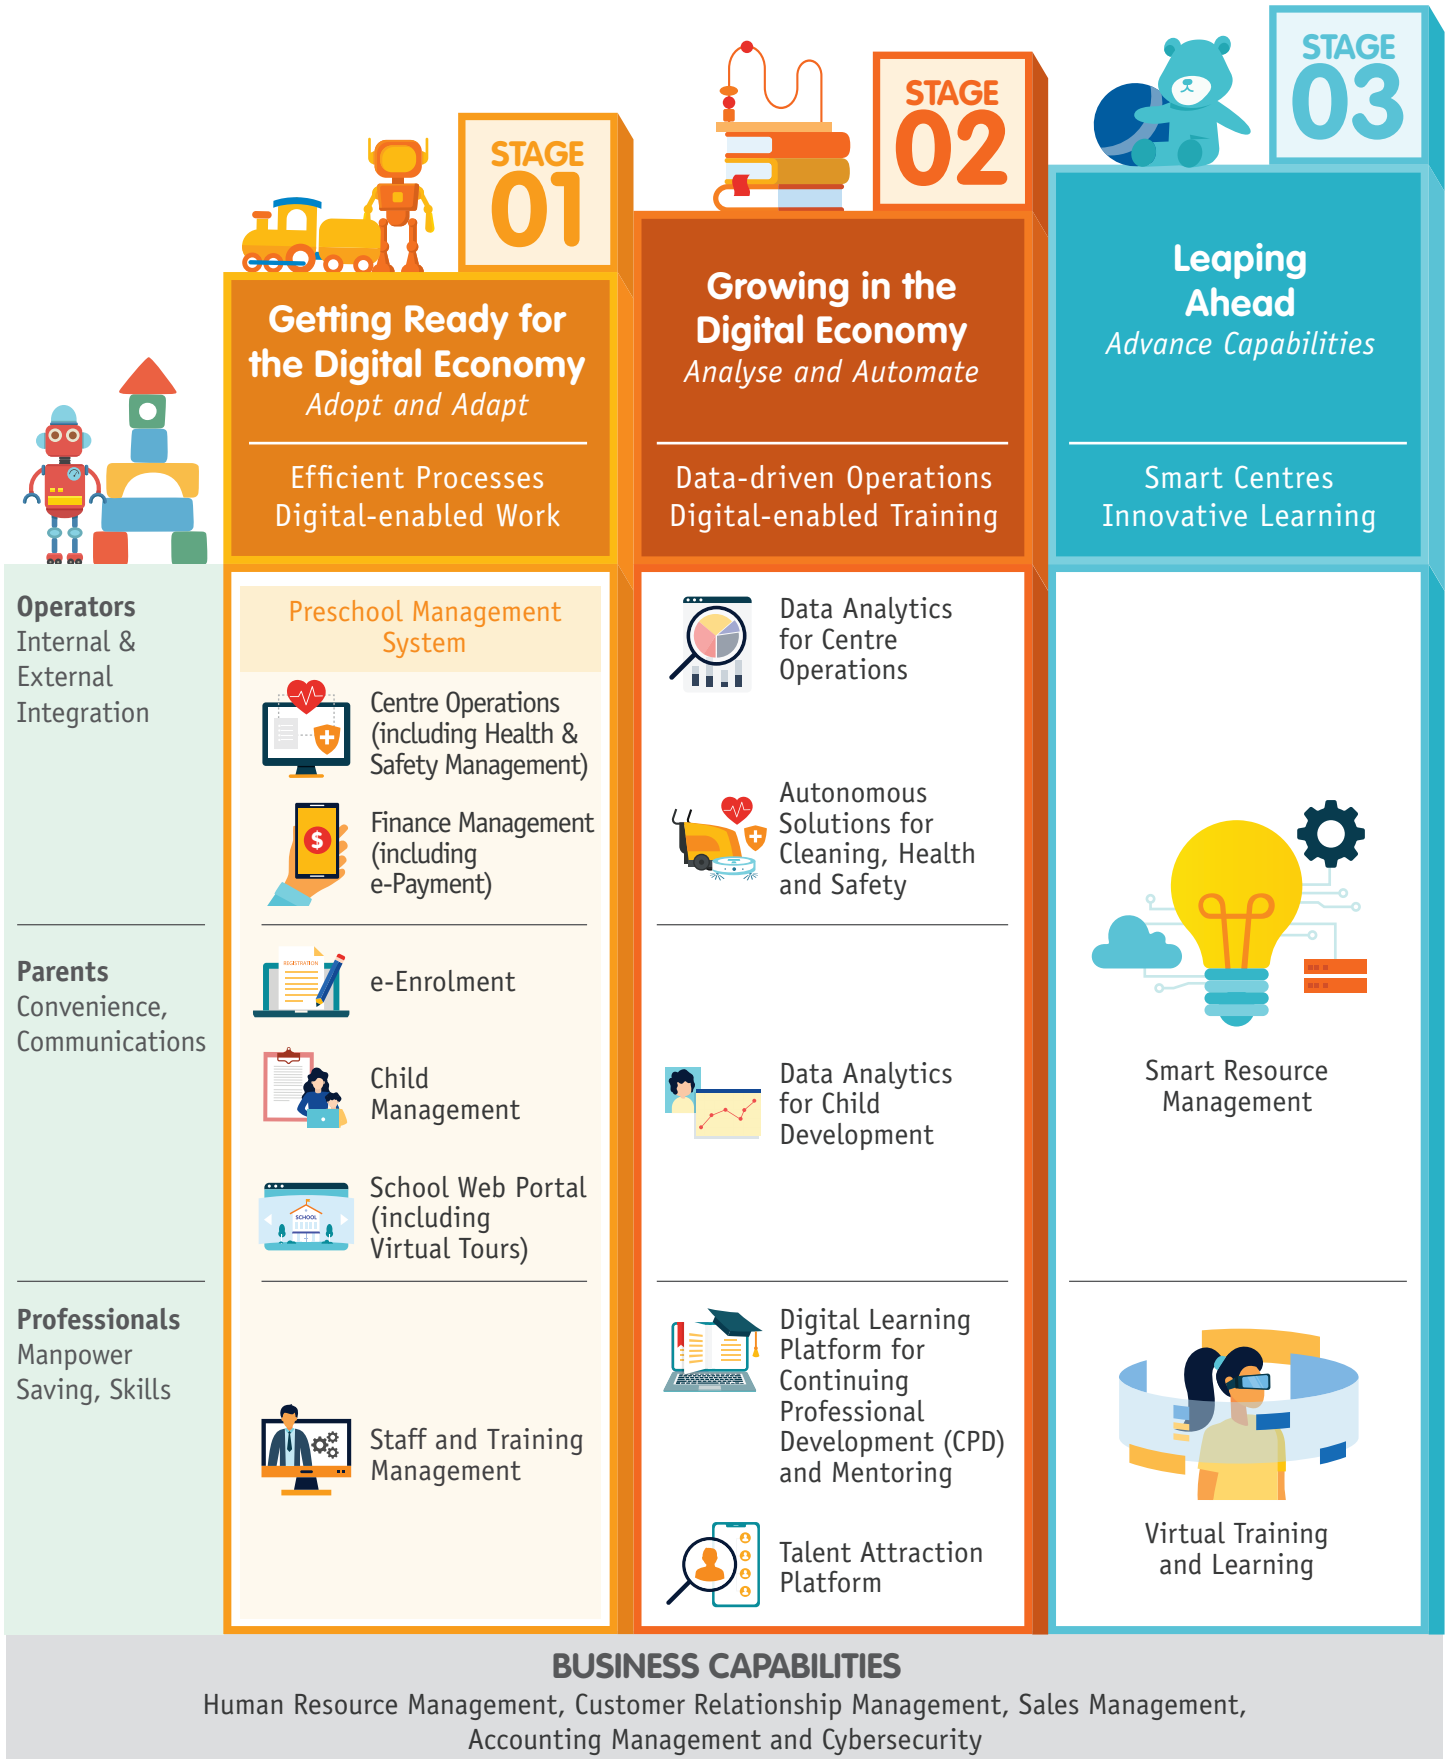 STAGE
01
STAGE
02
STAGE
03
Getting Ready for
the Digital Economy
Adopt and Adapt
Efficient Processes
Digital-enabled Work
Growing in the
Digital Economy
Analyse and Automate
Data-driven Operations
Digital-enabled Training
Leaping
Ahead
Advance Capabilities
Smart Centres
Innovative Learning
Operators
Internal &
External
Integration
Preschool Management
System
Centre Operations
(including Health &
Safety Management)
$
Finance Management
(including
e-Payment)
Data Analytics
for Centre
Operations
Autonomous
Solutions for
Cleaning, Health
and Safety
Parents
Convenience,
Communications
REGISTRATION
e-Enrolment
Child
Management
SCHOOL
School Web Portal
(including
Virtual Tours)
Data Analytics
for Child
Development
Smart Resource
Management
Professionals
Manpower
Saving, Skills
Staff and Training
Management
Digital Learning
Platform for
Continuing
Professional
Development (CPD)
and Mentoring
Talent Attraction
Platform
Virtual Training
and Learning
BUSINESS CAPABILITIES
Human Resource Management, Customer Relationship Management, Sales Management,
Accounting Management and Cybersecurity